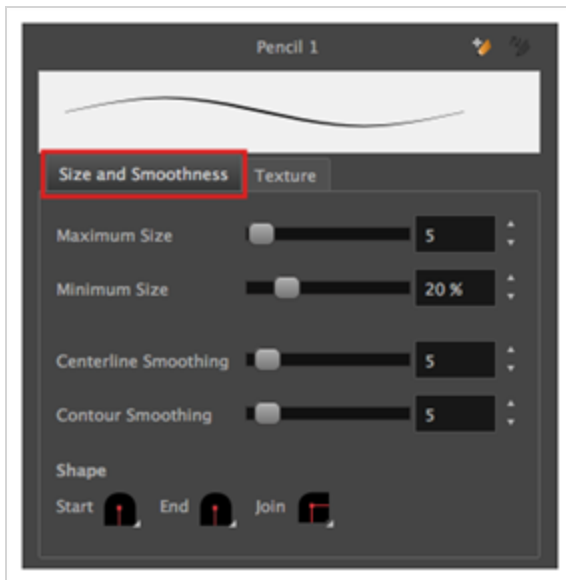 Pencil 1
Size and Smoothness Texture
Maximum Size 5
Minimum Size 20 %
Centerline Smoothing 5
Contour Smoothing 5
Shape
Start End Join